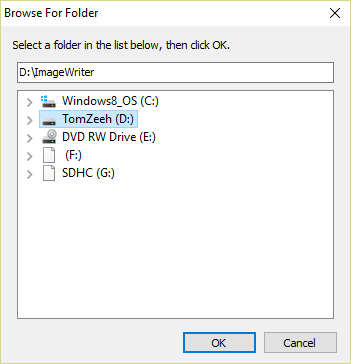 Browse For Folder
Select a folder in the list below, then click OK.
D:\ImageWriter
Windows8_OS (C:)
TomZeeh (D:)
DVD RW Drive (E:)
(F:)
SDHC (G:)
OK
Cancel